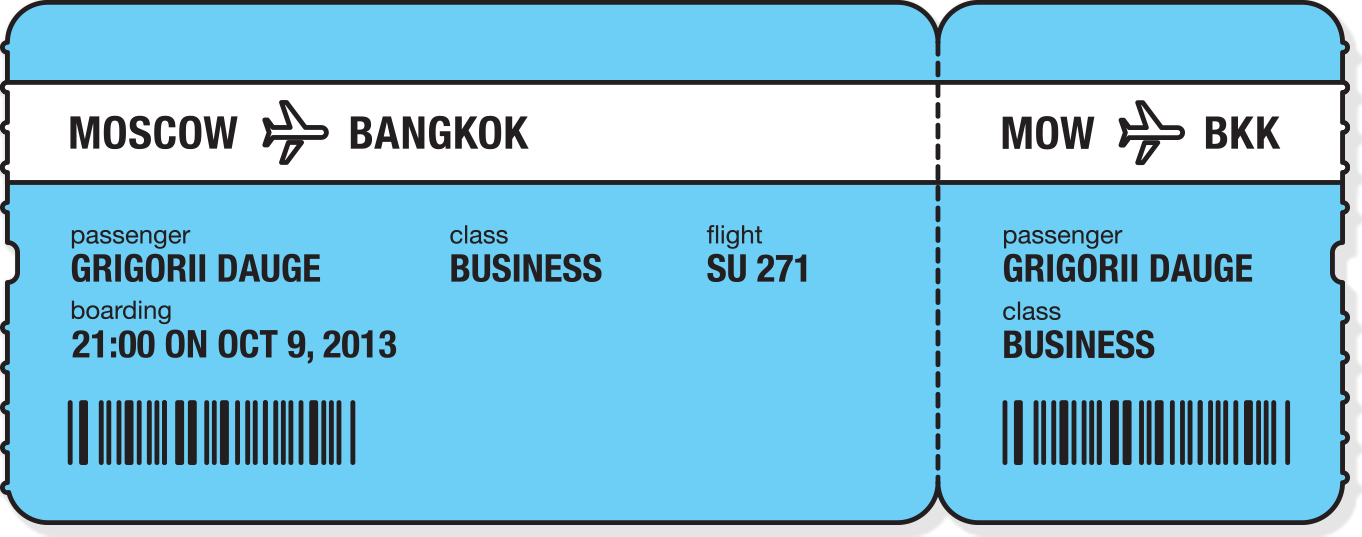 MOSCOW BANGKOK
passenger class flight
GRIGORII DAUGE BUSINESS SU 271
boarding
21:00 ON OCT 9, 2013
MOW BKK
passenger
GRIGORII DAUGE
class
BUSINESS